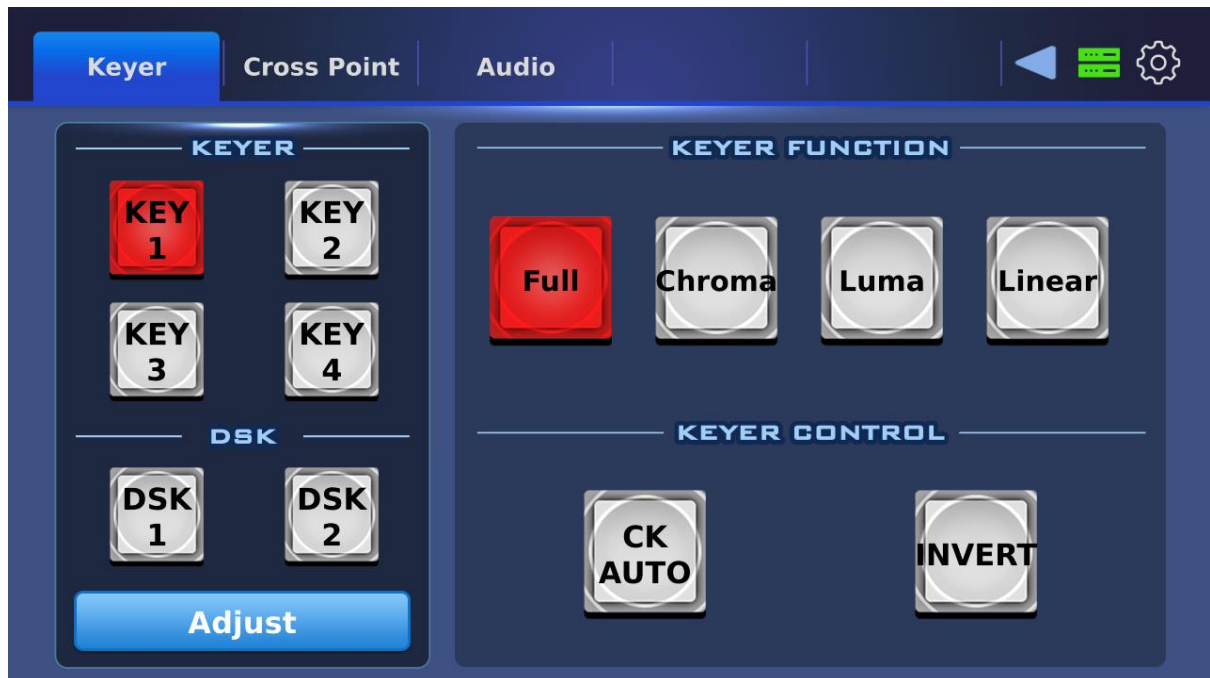 Keyer
Cross Point
Audio
KEYER
KEY
1
KEY
2
KEY
3
KEY
4
DSK
DSK
1
DSK
2
Adjust
KEYER FUNCTION
Full
Chroma
Luma
Linear
KEYER CONTROL
CK
AUTO
INVERT